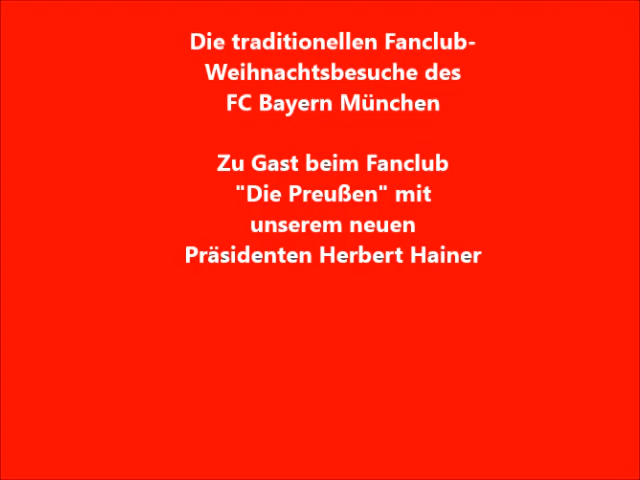 Die traditionellen Fanclub-
Weihnachtsbesuche des
FC Bayern München
Zu Gast beim Fanclub
"Die Preußen" mit
unserem neuen
Präsidenten Herbert Hainer